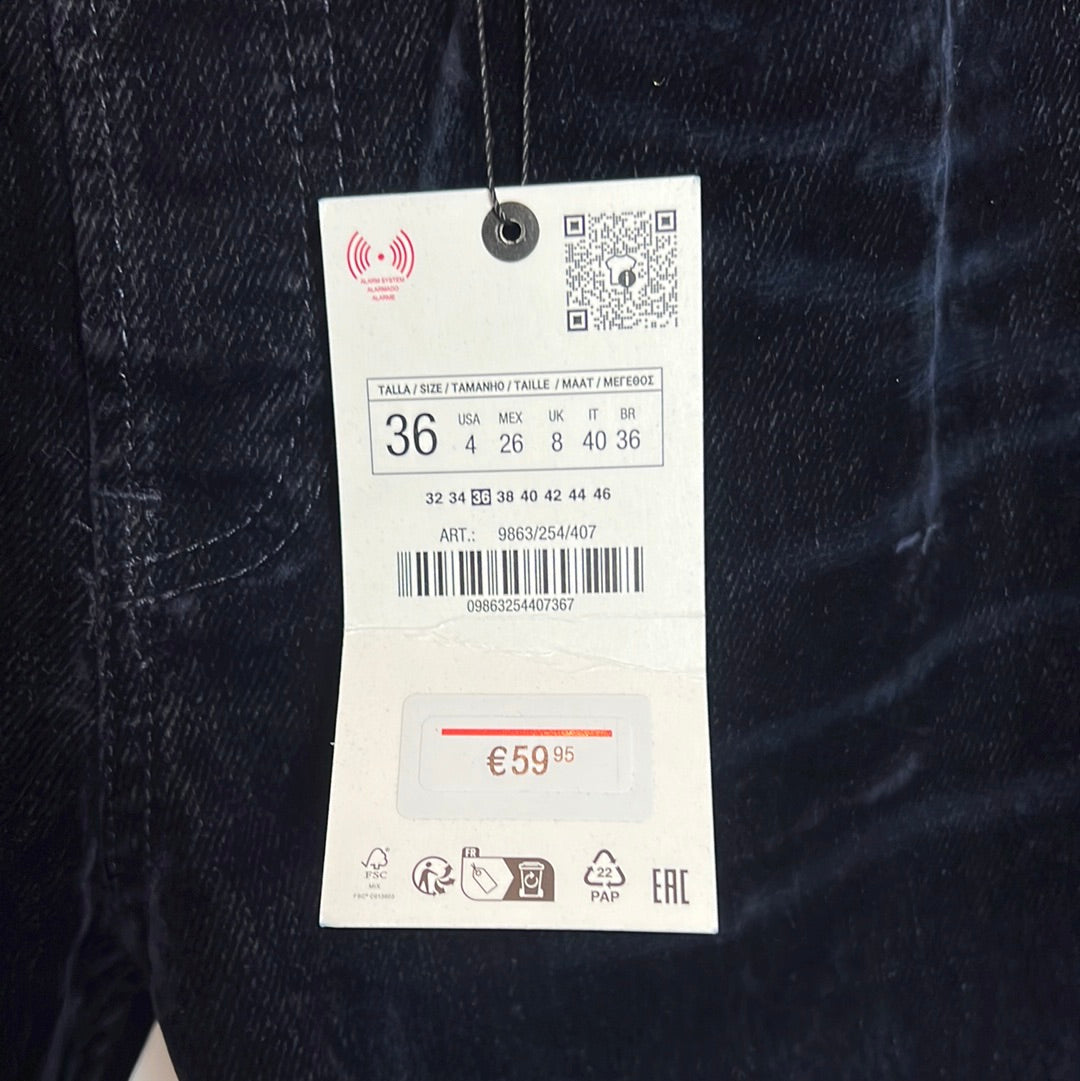 ALARM SYSTEM
ALARMADO
ALARME
TALLA / SIZE / TAMANHO / TAILLE / MAAT / ΜΕΓΕΘΟΣ
36 USA 4 MEX 26 UK 8 IT 40 BR 36
32 34 36 38 40 42 44 46
ART.: 9863/254/407
09863254407367
€59 95
FR
FSC
MIX
22
PAP
EAC